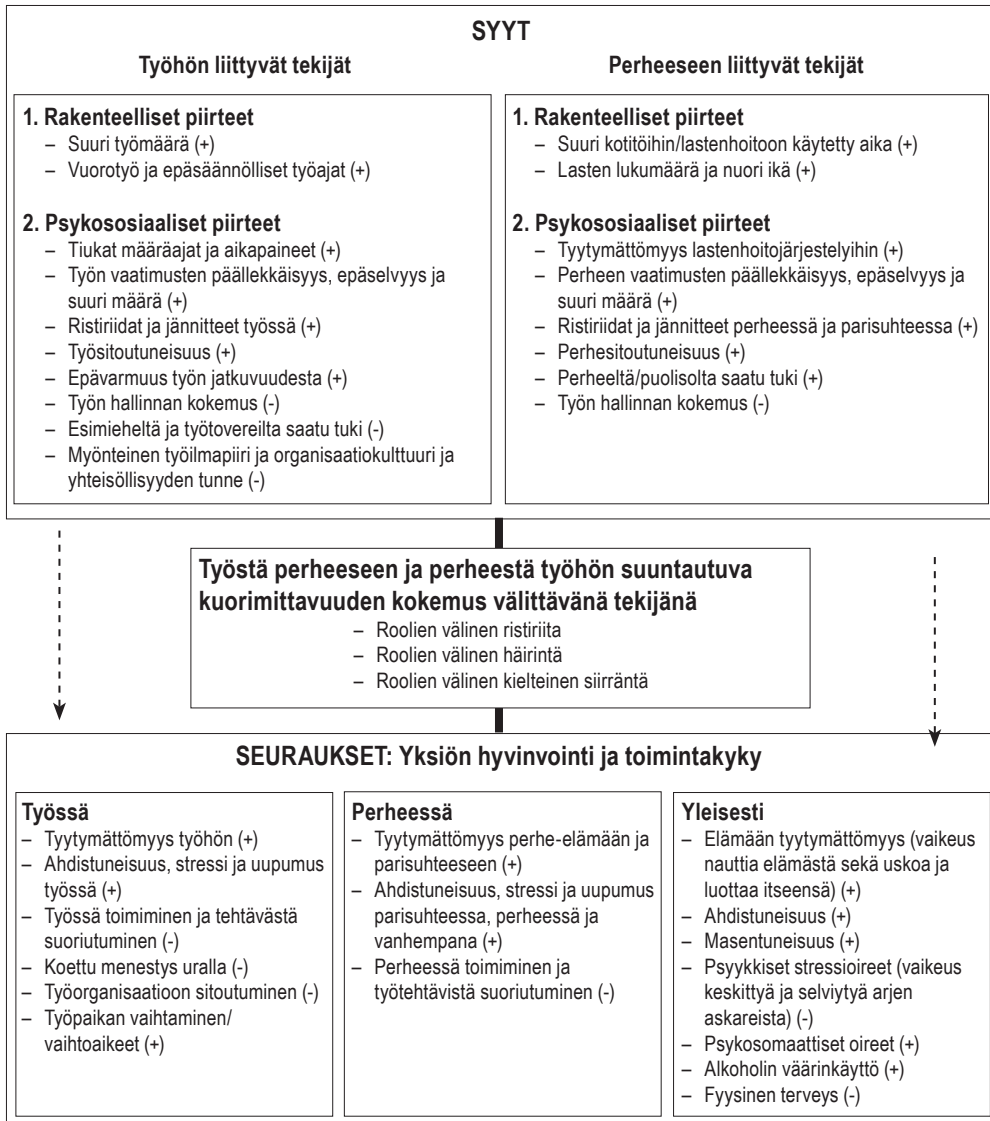 SYYT
Työhön liittyvät tekijät
1. Rakenteelliset piirteet
– Suuri työmäärä (+)
– Vuorotyö ja epäsäännölliset työajat (+)
2. Psykososiaaliset piirteet
– Tiukat määräajat ja aikapaineet (+)
– Työn vaatimusten päällekkäisyys, epäselvyys ja
suuri määrä (+)
– Ristiriidat ja jännitteet työssä (+)
– Työsitoutuneisuus (+)
– Epävarmuus työn jatkuvuudesta (+)
– Työn hallinnan kokemus (-)
– Esimieheltä ja työtovereilta saatu tuki (-)
– Myönteinen työilmapiiri ja organisaatiokulttuuri ja
yhteisöllisyyden tunne (-)
Perheeseen liittyvät tekijät
1. Rakenteelliset piirteet
– Suuri kotitöihin/lastenhoitoon käytetty aika (+)
– Lasten lukumäärä ja nuori ikä (+)
2. Psykososiaaliset piirteet
– Tyytymättömyys lastenhoitojärjestelyihin (+)
– Perheen vaatimusten päällekkäisyys, epäselvyys ja
suuri määrä (+)
– Ristiriidat ja jännitteet perheessä ja parisuhteessa (+)
– Perhesitoutuneisuus (+)
– Perheeltä/puolisolta saatu tuki (+)
– Työn hallinnan kokemus (-)
Työstä perheeseen ja perheestä työhön suuntautuva
kuorimittavuuden kokemus välittävänä tekijänä
– Roolien välinen ristiriita
– Roolien välinen häirintä
– Roolien välinen kielteinen siirräntä
SEURAUKSET: Yksiön hyvinvointi ja toimintakyky
Työssä
– Tyytymättömyys työhön (+)
– Ahdistuneisuus, stressi ja uupumus
työssä (+)
– Työssä toimiminen ja tehtävästä
suoriutuminen (-)
– Koettu menestys uralla (-)
– Työorganisaatioon sitoutuminen (-)
– Työpaikan vaihtaminen/
vaihtoaikeet (+)
Perheessä
– Tyytymättömyys perhe-elämään ja
parisuhteeseen (+)
– Ahdistuneisuus, stressi ja uupumus
parisuhteessa, perheessä ja
vanhempana (+)
– Perheessä toimiminen ja
työtehtävistä suoriutuminen (-)
Yleisesti
– Elämään tyytymättömyys (vaikeus
nauttia elämästä sekä uskoa ja
luottaa itseensä) (+)
– Ahdistuneisuus (+)
– Masentuneisuus (+)
– Psyykkiset stressioireet (vaikeus
keskittyä ja selviytyä arjen
askareista) (-)
– Psykosomaattiset oireet (+)
– Alkoholin väärinkäyttö (+)
– Fyysinen terveys (-)